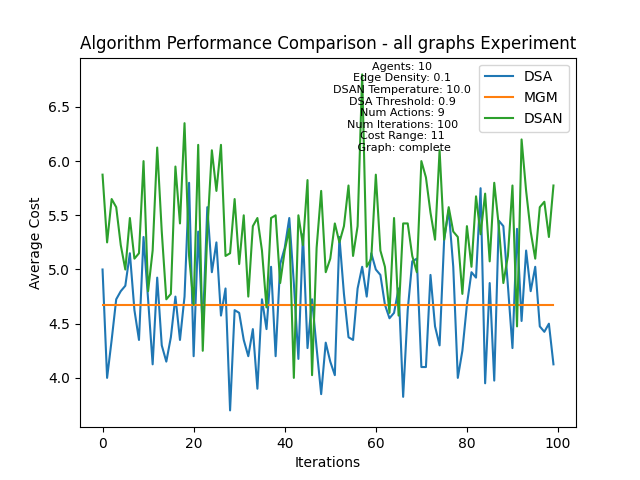 Algorithm Performance Comparison - all graphs Experiment
Agents: 10
Edge Density: 0.1
DSAN Temperature: 10.0
DSA Threshold: 0.9
Num Actions: 9
Num Iterations: 100
Cost Range: 11
Graph: complete
DSA
MGM
DSAN
Average Cost
6.5
6.0
5.5
5.0
4.5
4.0
0
20
40
60
80
100
Iterations